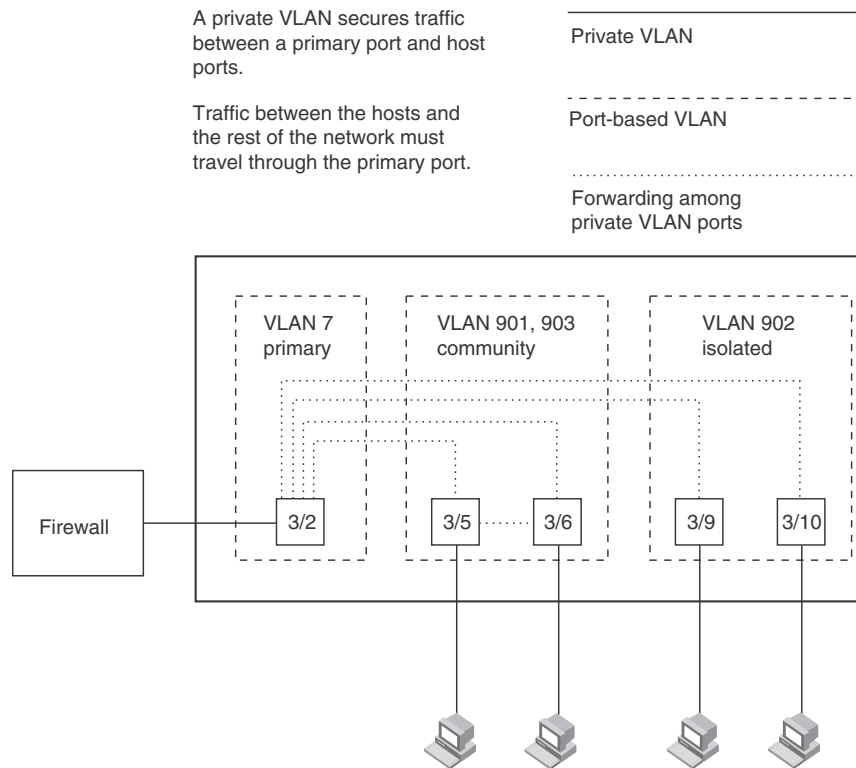 A private VLAN secures traffic
between a primary port and host
ports.
Traffic between the hosts and
the rest of the network must
travel through the primary port.
Private VLAN
Port-based VLAN
Forwarding among
private VLAN ports
VLAN 7
primary
VLAN 901, 903
community
VLAN 902
isolated
Firewall
3/2
3/5
3/6
3/9
3/10